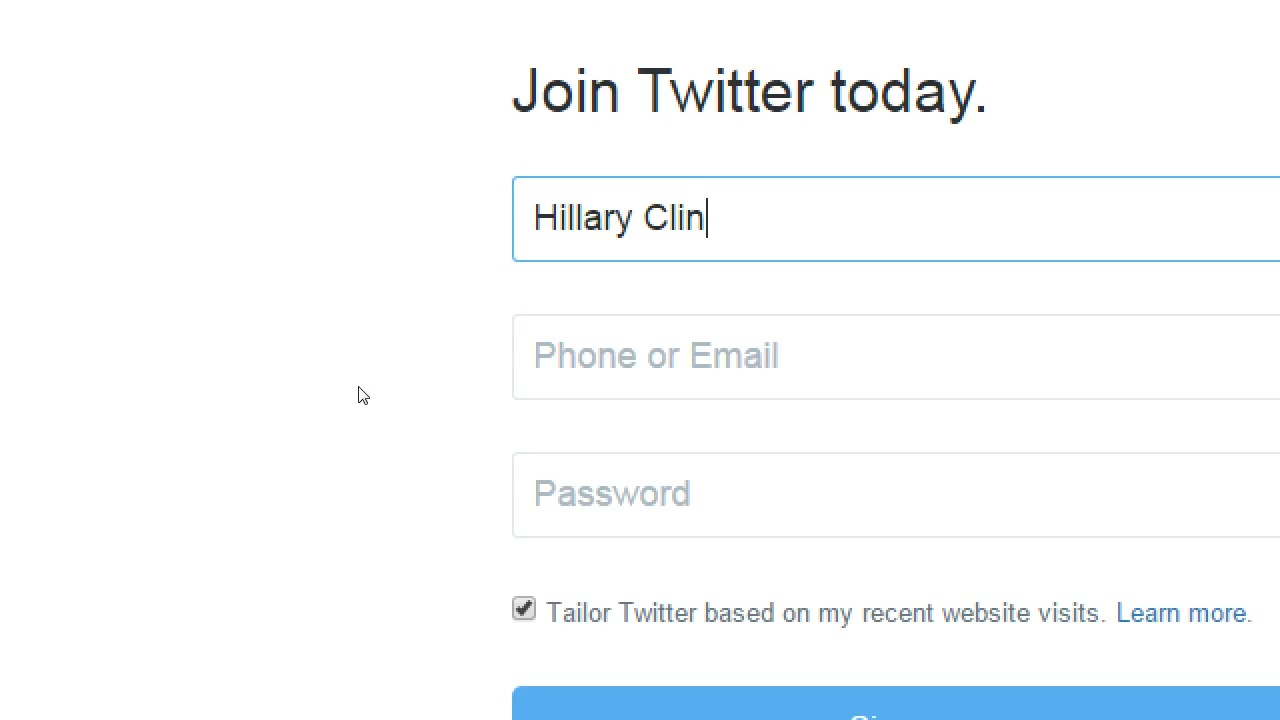 Join Twitter today.
Hillary Clin
Phone or Email
Password
Tailor Twitter based on my recent website visits. Learn more.